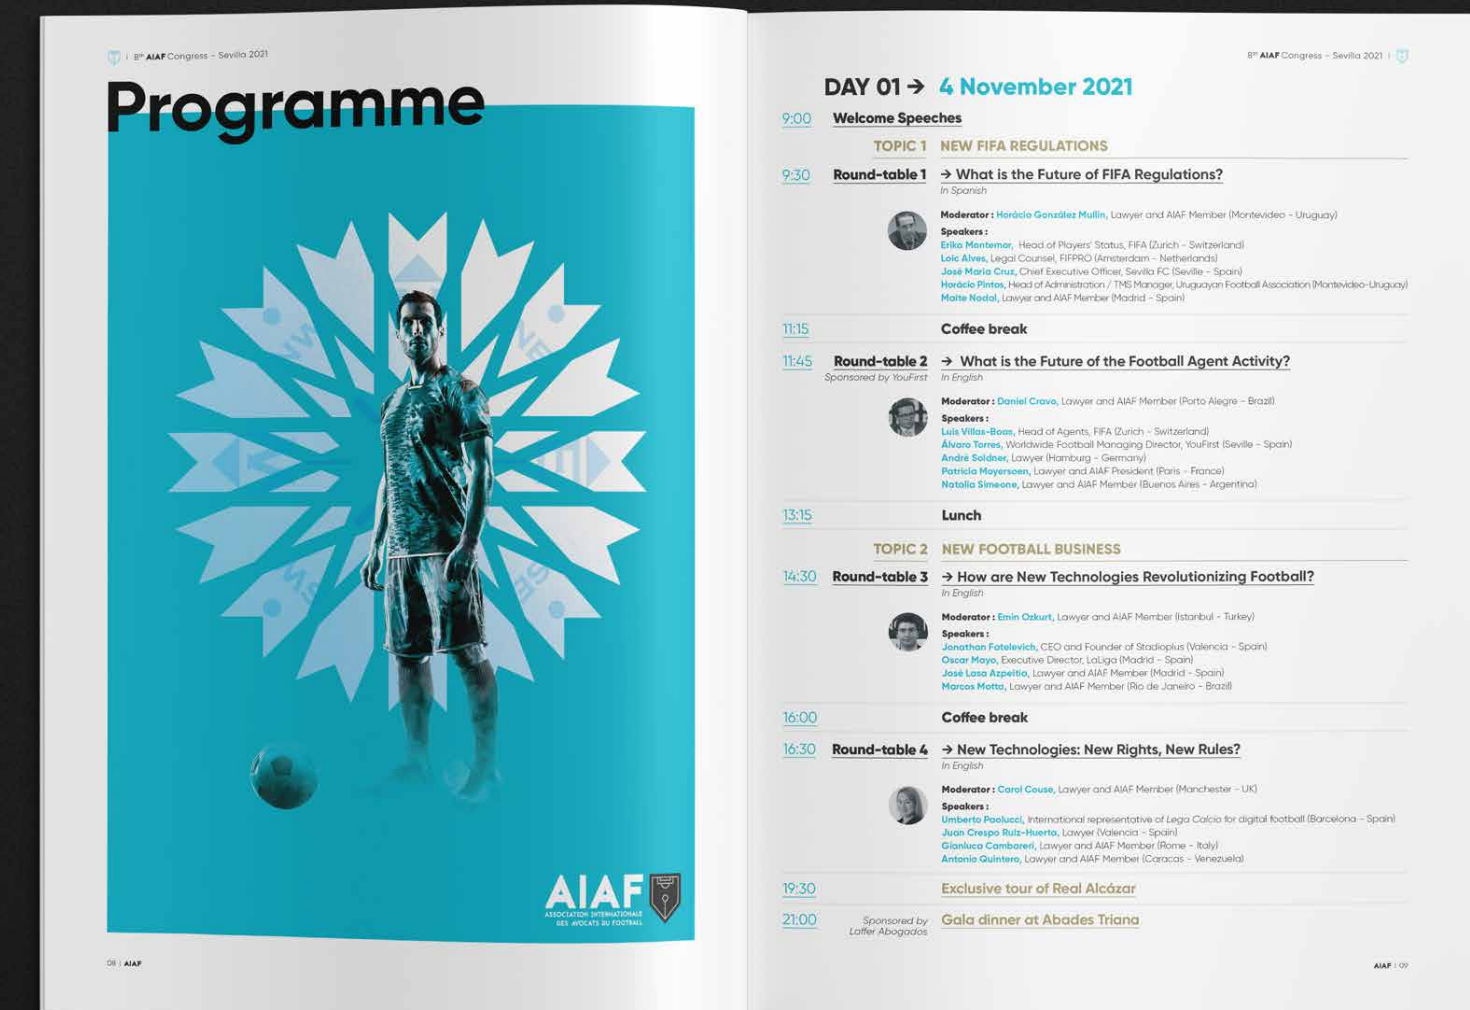 8th AIAF Congress - Sevilla 2021
Programme
AIAF
ASSOCIATION INTERNATIONALE
DES AVOCATS DU FOOTBALL
08 | AIAF
8th AIAF Congress - Sevilla 2021
DAY 01 → 4 November 2021
9:00 Welcome Speeches
TOPIC 1 NEW FIFA REGULATIONS
9:30 Round-table 1 → What is the Future of FIFA Regulations?
In Spanish
Moderator : Horácio González Mullin, Lawyer and AIAF Member (Montevideo - Uruguay)
Speakers :
Erika Montemor, Head of Players' Status, FIFA (Zurich - Switzerland)
Loic Alves, Legal Counsel, FIFPRO (Amsterdam - Netherlands)
José Maria Cruz, Chief Executive Officer, Sevilla FC (Seville - Spain)
Horácio Pintos, Head of Administration / TMS Manager, Uruguayan Football Association (Montevideo-Uruguay)
Maite Nadal, Lawyer and AIAF Member (Madrid - Spain)
11:15 Coffee break
11:45 Round-table 2 → What is the Future of the Football Agent Activity?
Sponsored by YouFirst In English
Moderator : Daniel Cravo, Lawyer and AIAF Member (Porto Alegre - Brazil)
Speakers :
Luis Villas-Boas, Head of Agents, FIFA (Zurich - Switzerland)
Álvaro Torres, Worldwide Football Managing Director, YouFirst (Seville - Spain)
André Soldner, Lawyer (Hamburg - Germany)
Patricia Moyersoen, Lawyer and AIAF President (Paris - France)
Natalia Simeone, Lawyer and AIAF Member (Buenos Aires - Argentina)
13:15 Lunch
TOPIC 2 NEW FOOTBALL BUSINESS
14:30 Round-table 3 → How are New Technologies Revolutionizing Football?
In English
Moderator : Emin Ozkurt, Lawyer and AIAF Member (Istanbul - Turkey)
Speakers :
Jonathan Fatelevich, CEO and Founder of Stadioplus (Valencia - Spain)
Oscar Mayo, Executive Director, LaLiga (Madrid - Spain)
José Lasa Azpeitia, Lawyer and AIAF Member (Madrid - Spain)
Marcos Motta, Lawyer and AIAF Member (Rio de Janeiro - Brazil)
16:00 Coffee break
16:30 Round-table 4 → New Technologies: New Rights, New Rules?
In English
Moderator : Carol Couse, Lawyer and AIAF Member (Manchester - UK)
Speakers :
Umberto Paolucci, International representative of Lega Calcio for digital football (Barcelona - Spain)
Juan Crespo Ruiz-Huerta, Lawyer (Valencia - Spain)
Gianluca Cambareri, Lawyer and AIAF Member (Rome - Italy)
Antonio Quintero, Lawyer and AIAF Member (Caracas - Venezuela)
19:30 Exclusive tour of Real Alcázar
21:00 Sponsored by Gala dinner at Abades Triana
Laffer Abogados
AIAF | 09